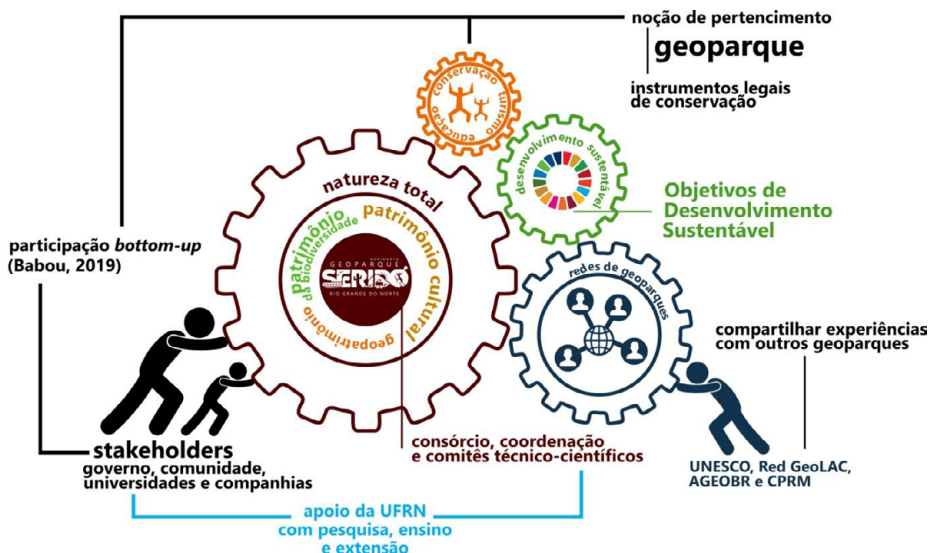 noção de pertencimento
geoparque
instrumentos legais
de conservação
conservação
turismo
educação
desenvolvimento sustentável
Objetivos de
Desenvolvimento
Sustentável
natureza total
patrimônio
da biodiversidade
patrimônio cultural
geopatrimônio
GEOPARQUE
SERIDÓ
RIO GRANDE DO NORTE
participação bottom-up
(Babou, 2019)
redes de geoparques
compartilhar experiências
com outros geoparques
stakeholders
governo, comunidade,
universidades e companhias
consórcio, coordenação
e comitês técnico-científicos
UNESCO, Red GeoLAC,
AGEOBR e CPRM
apoio da UFRN
com pesquisa, ensino
e extensão